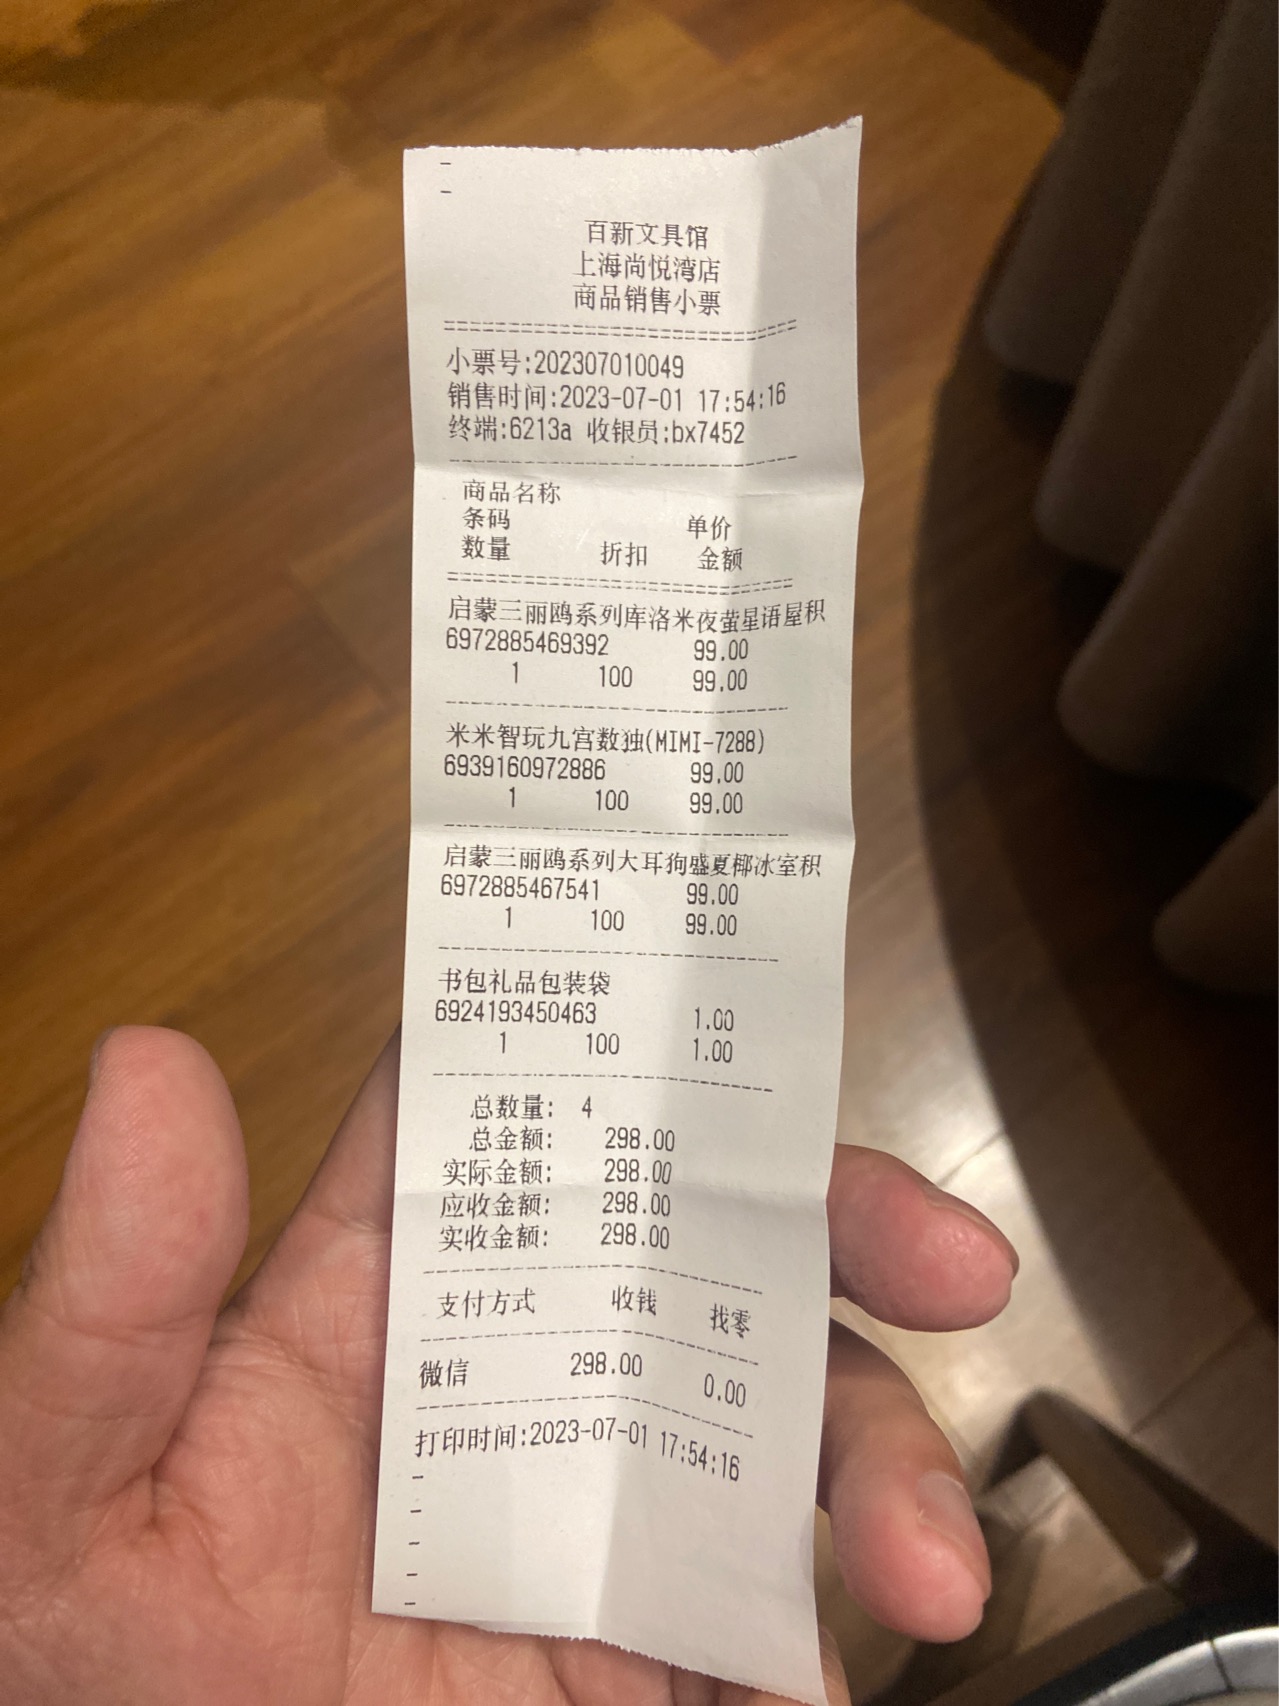 百新文具馆
上海尚悦湾店
商品销售小票
小票号:202307010049
销售时间:2023-07-01 17:54:16
终端:6213a 收银员:bx7452
商品名称
条码 单价
数量 折扣 金额
启蒙三丽鸥系列库洛米夜萤星语屋积
6972885469392 99.00
1 100 99.00
米米智玩九宫数独(MIMI-7288)
6939160972886 99.00
1 100 99.00
启蒙三丽鸥系列大耳狗盛夏椰冰室积
6972885467541 99.00
1 100 99.00
书包礼品包装袋
6924193450463 1.00
1 100 1.00
总数量: 4
总金额: 298.00
实际金额: 298.00
应收金额: 298.00
实收金额: 298.00
支付方式 收钱 找零
微信 298.00 0.00
打印时间:2023-07-01 17:54:16